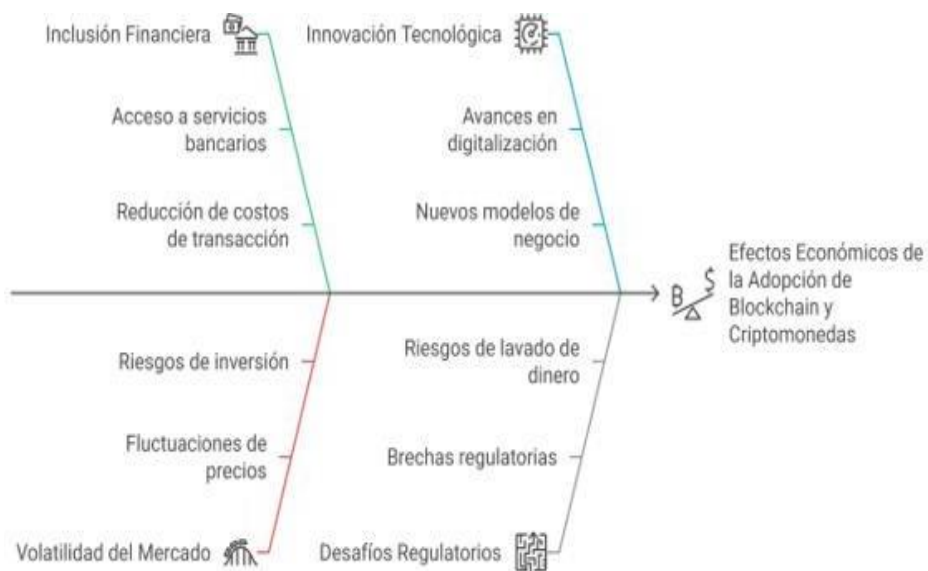 Inclusión Financiera
Innovación Tecnológica
Acceso a servicios
bancarios
Avances en
digitalización
Reducción de costos
de transacción
Nuevos modelos de
negocio
Efectos Económicos de
la Adopción de
Blockchain y
Criptomonedas
B $
Riesgos de inversión
Riesgos de lavado de
dinero
Fluctuaciones de
precios
Brechas regulatorias
Volatilidad del Mercado
Desafíos Regulatorios